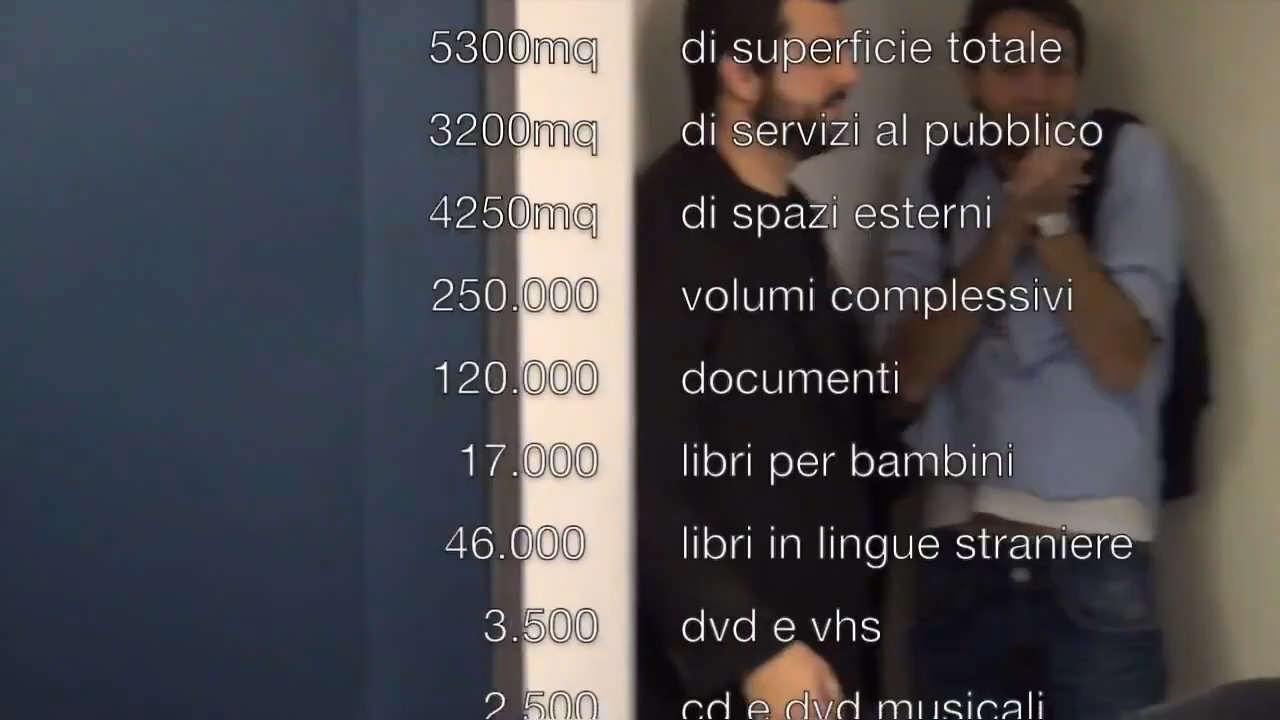 5300mq di superficie totale
3200mq di servizi al pubblico
4250mq di spazi esterni
250.000 volumi complessivi
120.000 documenti
17.000 libri per bambini
46.000 libri in lingue straniere
3.500 dvd e vhs
2.500 cd e dvd musicali